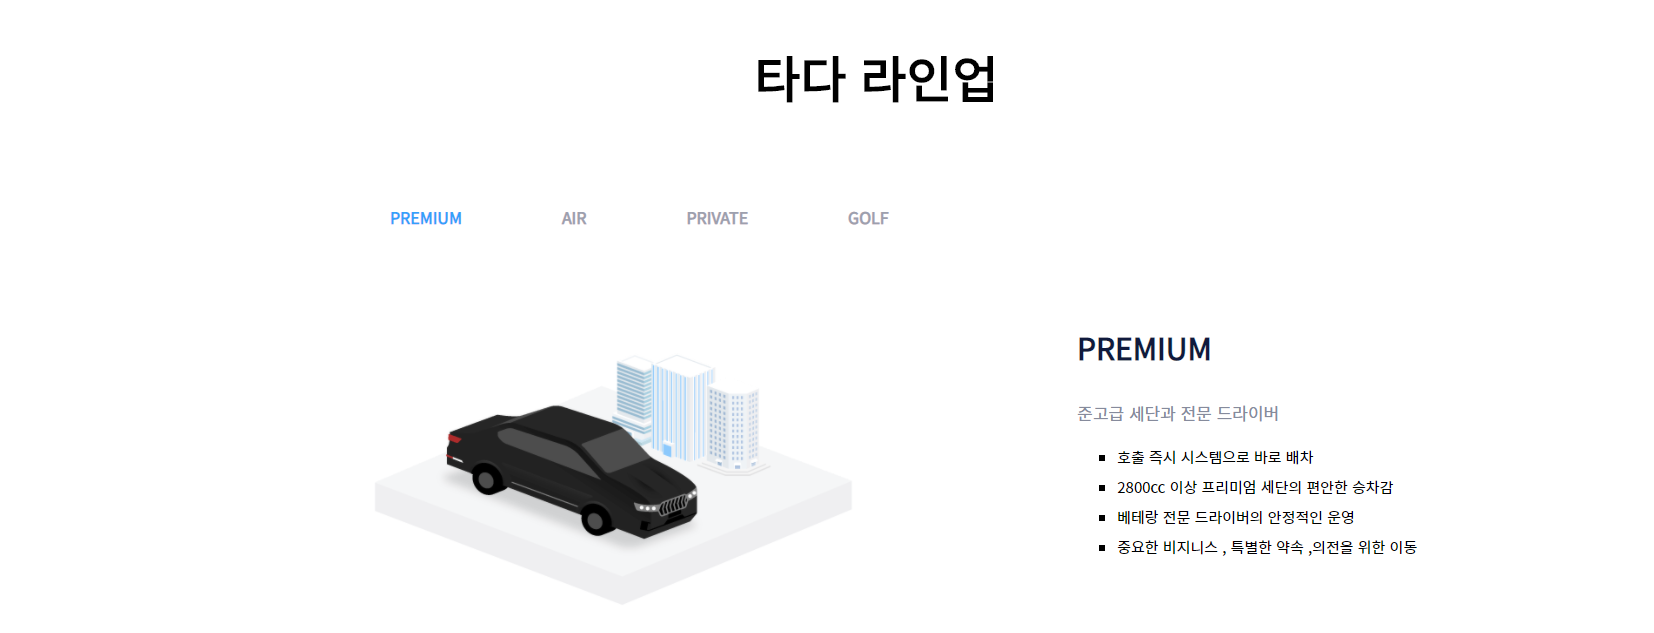 타다 라인업
PREMIUM AIR PRIVATE GOLF
PREMIUM
준고급 세단과 전문 드라이버
호출 즉시 시스템으로 바로 배차
2800cc 이상 프리미엄 세단의 편안한 승차감
베테랑 전문 드라이버의 안정적인 운영
중요한 비지니스 , 특별한 약속 ,의전을 위한 이동